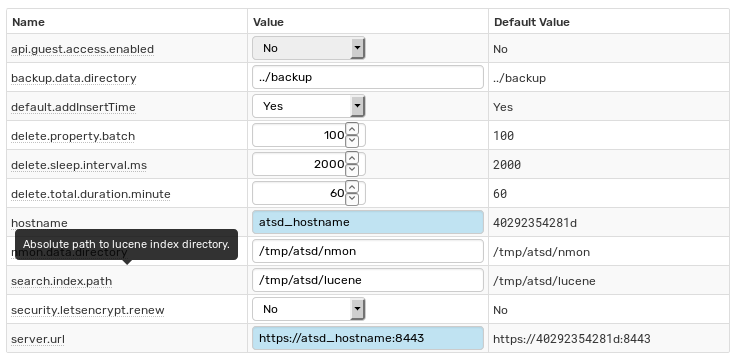 Name Value Default Value
api.guest.access.enabled No No
backup.data.directory ../backup ../backup
default.addInsertTime Yes Yes
delete.property.batch 100 100
delete.sleep.interval.ms 2000 2000
delete.total.duration.minute 60 60
hostname atsd_hostname 40292354281d
Absolute path to lucene index directory.
nmon.data.directory /tmp/atsd/nmon /tmp/atsd/nmon
search.index.path /tmp/atsd/lucene /tmp/atsd/lucene
security.letsencrypt.renew No No
server.url https://atsd_hostname:8443 https://40292354281d:8443